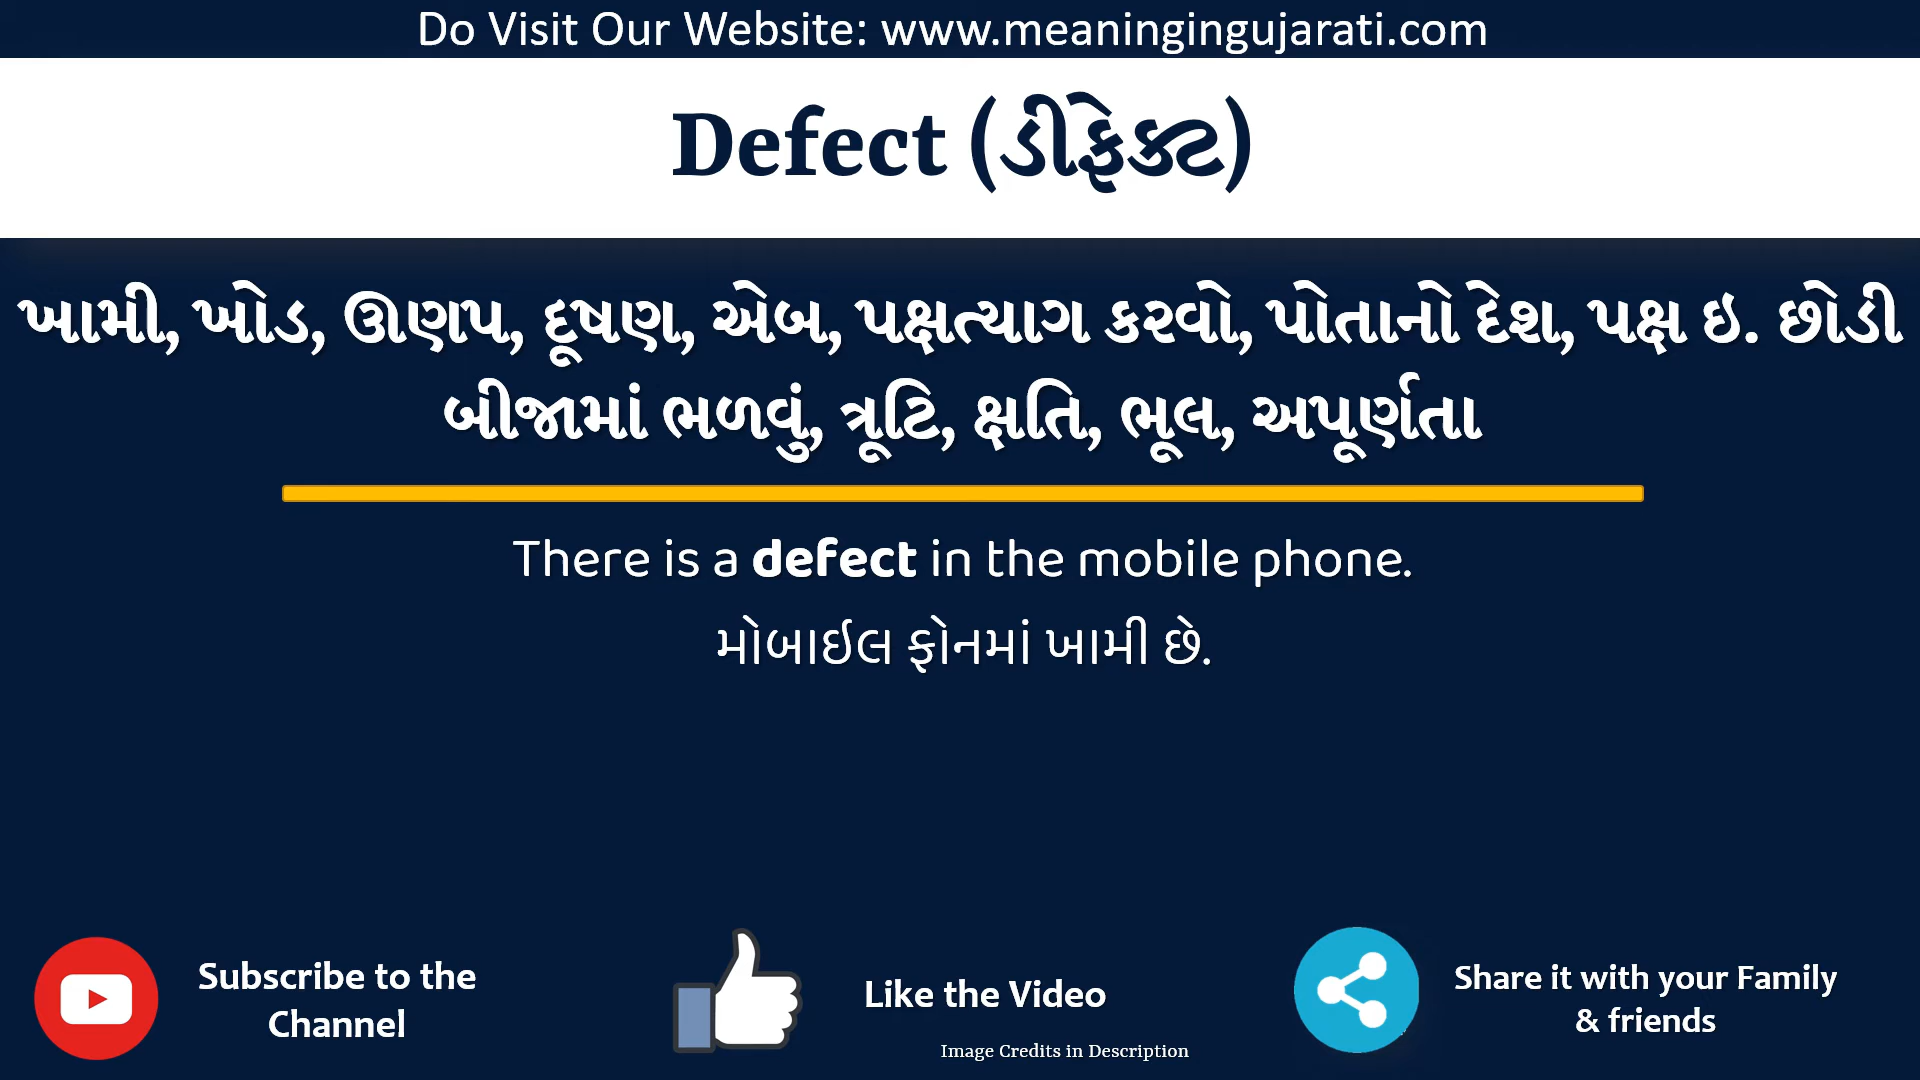 Do Visit Our Website: www.meaningingujarati.com
Defect (ડીફેક્ટ)
ખામી, ખોડ, ઊણપ, દૂષણ, એબ, પક્ષત્યાગ કરવો, પોતાનો દેશ, પક્ષ ઇ. છોડી
બીજામાં ભળવું, ત્રૂટિ, ક્ષતિ, ભૂલ, અપૂર્ણતા
There is a defect in the mobile phone.
મોબાઈલ ફોનમાં ખામી છે.
Subscribe to the
Channel
Like the Video
Share it with your Family
& friends
Image Credits in Description